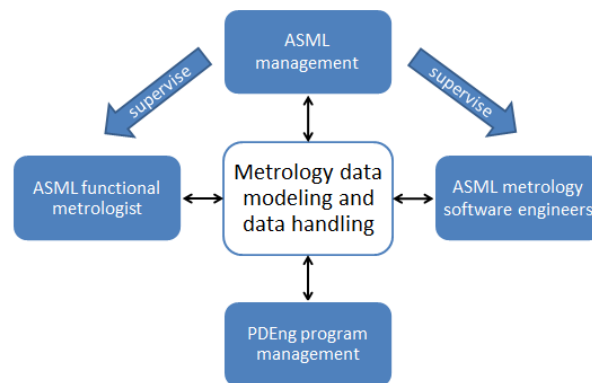 ASML
management
supervise
supervise
ASML functional
metrologist
Metrology data
modeling and
data handling
ASML metrology
software engineers
PDEng program
management